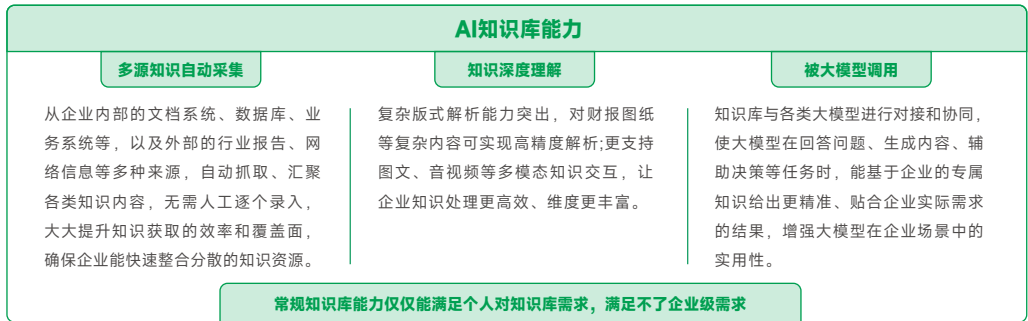 AI知识库能力
多源知识自动采集
从企业内部的文档系统、数据库、业
务系统等，以及外部的行业报告、网
络信息等多种来源，自动抓取、汇聚
各类知识内容，无需人工逐个录入，
大大提升知识获取的效率和覆盖面，
确保企业能快速整合分散的知识资源。
知识深度理解
复杂版式解析能力突出，对财报图纸
等复杂内容可实现高精度解析;更支持
图文、音视频等多模态知识交互，让
企业知识处理更高效、维度更丰富。
被大模型调用
知识库与各类大模型进行对接和协同，
使大模型在回答问题、生成内容、辅
助决策等任务时，能基于企业的专属
知识给出更精准、贴合企业实际需求
的结果，增强大模型在企业场景中的
实用性。
常规知识库能力仅仅能满足个人对知识库需求，满足不了企业级需求